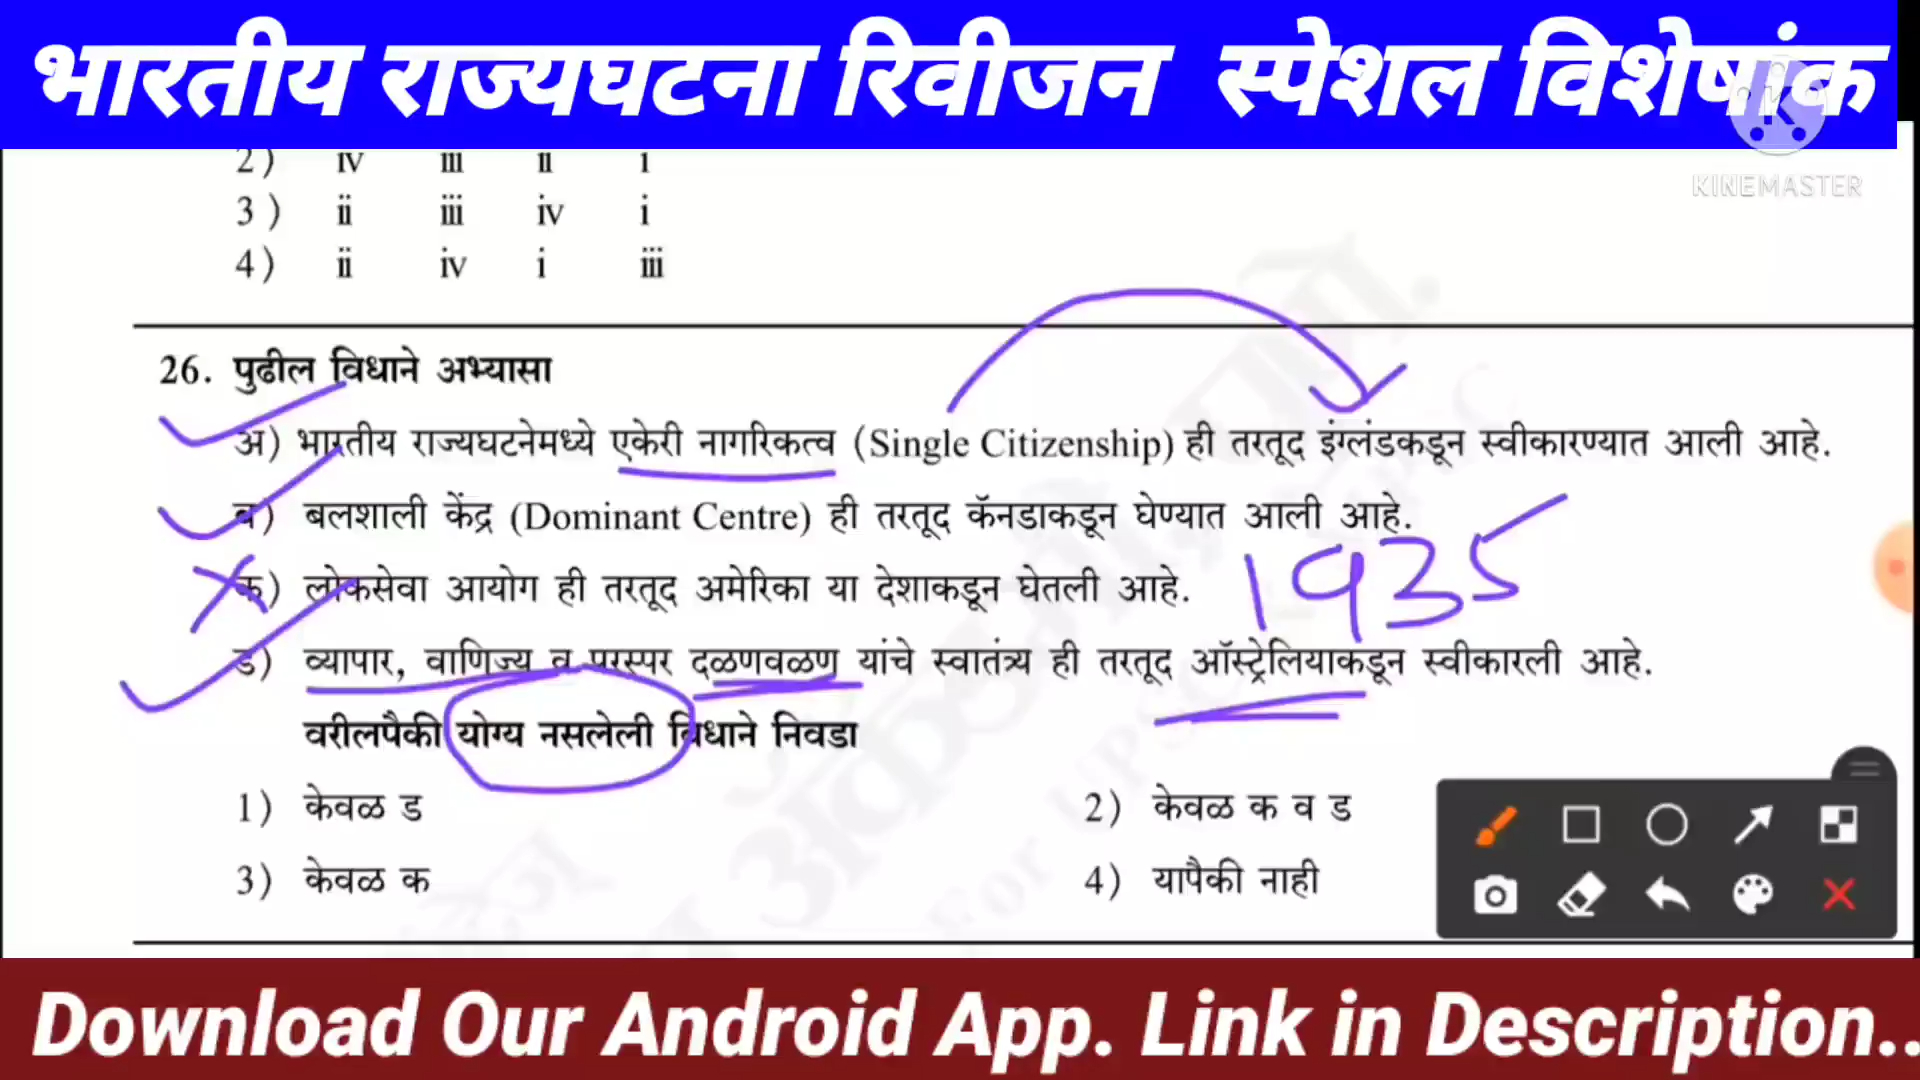 भारतीय राज्यघटना रिवीजन स्पेशल विशेषांक
KINEMASTER
2) iv iii ii i
3) ii iii iv i
4) ii iv i iii
26. पुढील विधाने अभ्यासा
अ) भारतीय राज्यघटनेमध्ये एकेरी नागरिकत्व (Single Citizenship) ही तरतूद इंग्लंडकडून स्वीकारण्यात आली आहे.
ब) बलशाली केंद्र (Dominant Centre) ही तरतूद कॅनडाकडून घेण्यात आली आहे.
क) लोकसेवा आयोग ही तरतूद अमेरिका या देशाकडून घेतली आहे. 1935
ड) व्यापार, वाणिज्य व परस्पर दळणवळण यांचे स्वातंत्र्य ही तरतूद ऑस्ट्रेलियाकडून स्वीकारली आहे.
वरीलपैकी योग्य नसलेली विधाने निवडा
1) केवळ ड 2) केवळ क व ड
3) केवळ क 4) यापैकी नाही
Download Our Android App. Link in Description..